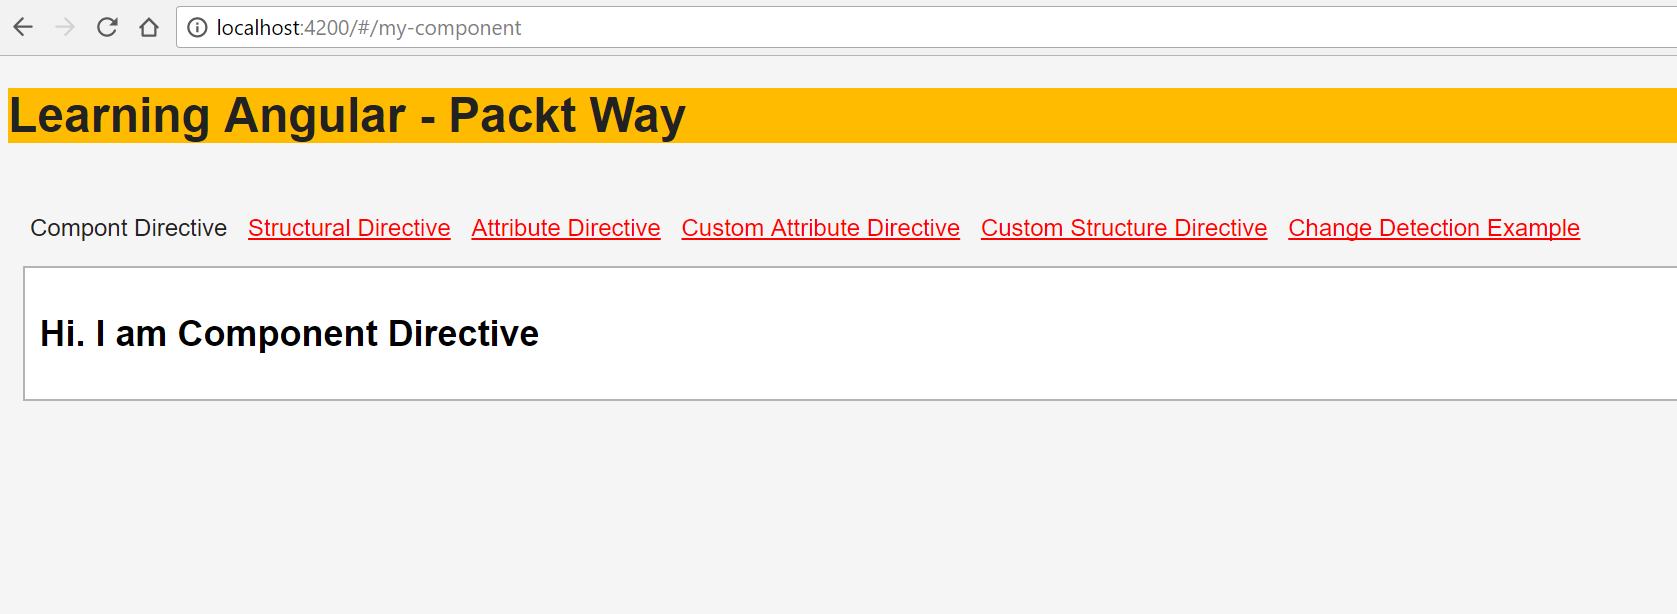 localhost:4200/#/my-component
Learning Angular - Packt Way
Compont Directive Structural Directive Attribute Directive Custom Attribute Directive Custom Structure Directive Change Detection Example
Hi. I am Component Directive